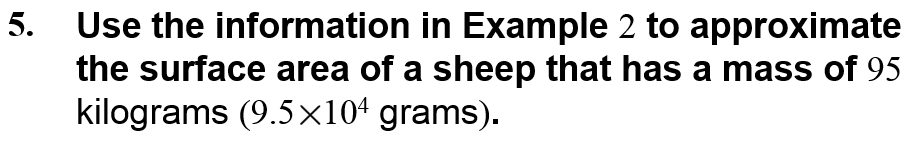 5. Use the information in Example 2 to approximate
the surface area of a sheep that has a mass of 95
kilograms (9.5×10⁴ grams).